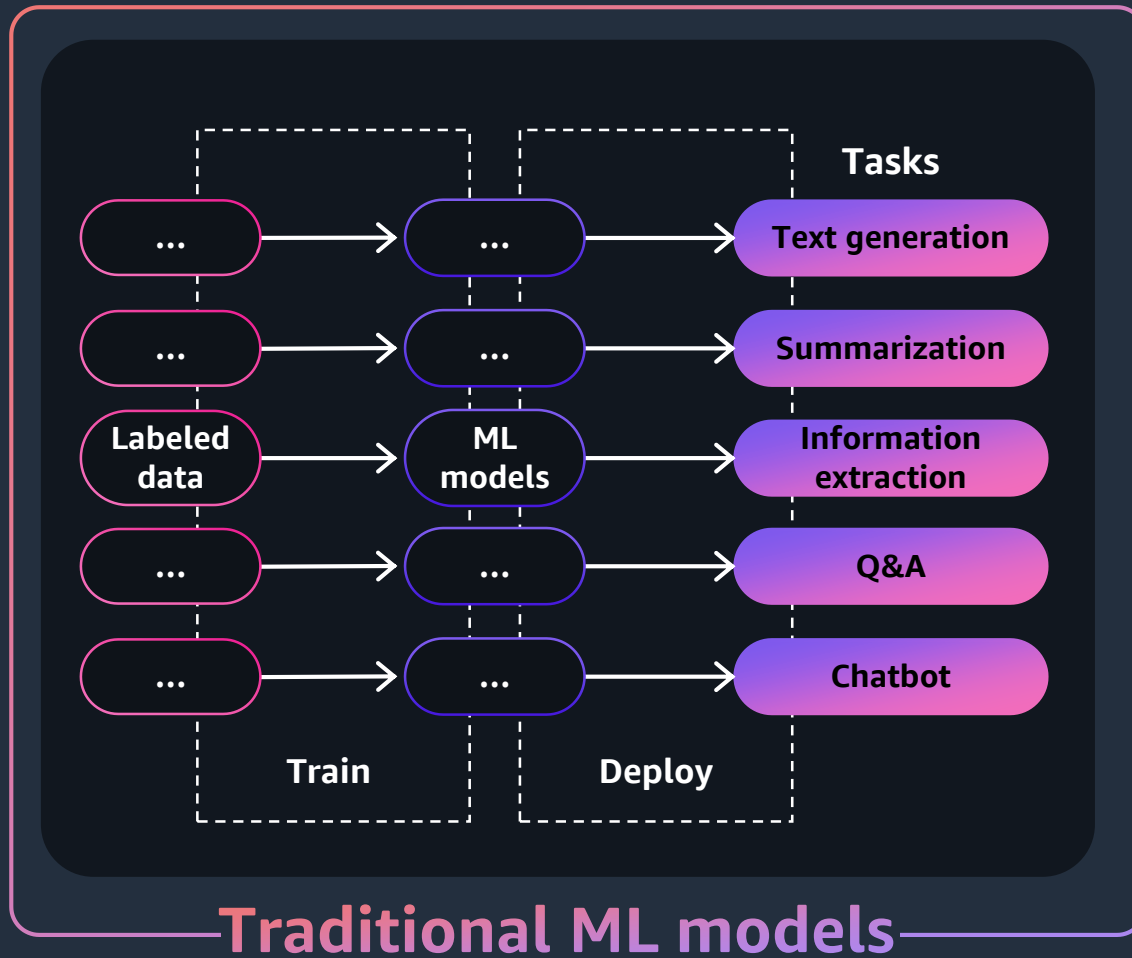 Tasks
... ... Text generation
... ... Summarization
Labeled ML Information
data models extraction
... ... Q&A
... ... Chatbot
Train Deploy
Traditional ML models